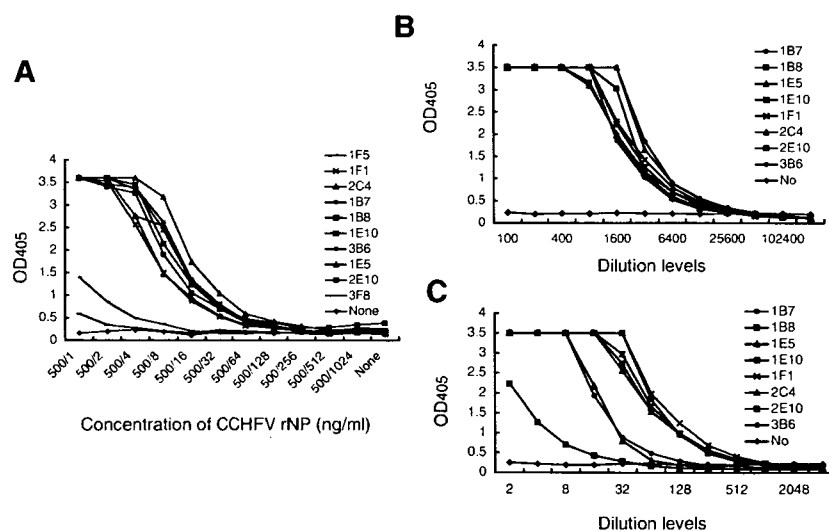 A
OD405
4
3.5
3
2.5
2
1.5
1
0.5
0
500/1
500/2
500/4
500/8
500/16
500/32
500/64
500/128
500/256
500/512
500/1024
None
Concentration of CCHFV rNP (ng/ml)
1F5
1F1
2C4
1B7
1B8
1E10
3B6
1E5
2E10
3F8
None
B
OD405
4
3.5
3
2.5
2
1.5
1
0.5
0
100
400
1600
6400
25600
102400
Dilution levels
1B7
1B8
1E5
1E10
1F1
2C4
2E10
3B6
No
C
OD405
4
3.5
3
2.5
2
1.5
1
0.5
0
2
8
32
128
512
2048
Dilution levels
1B7
1B8
1E5
1E10
1F1
2C4
2E10
3B6
No